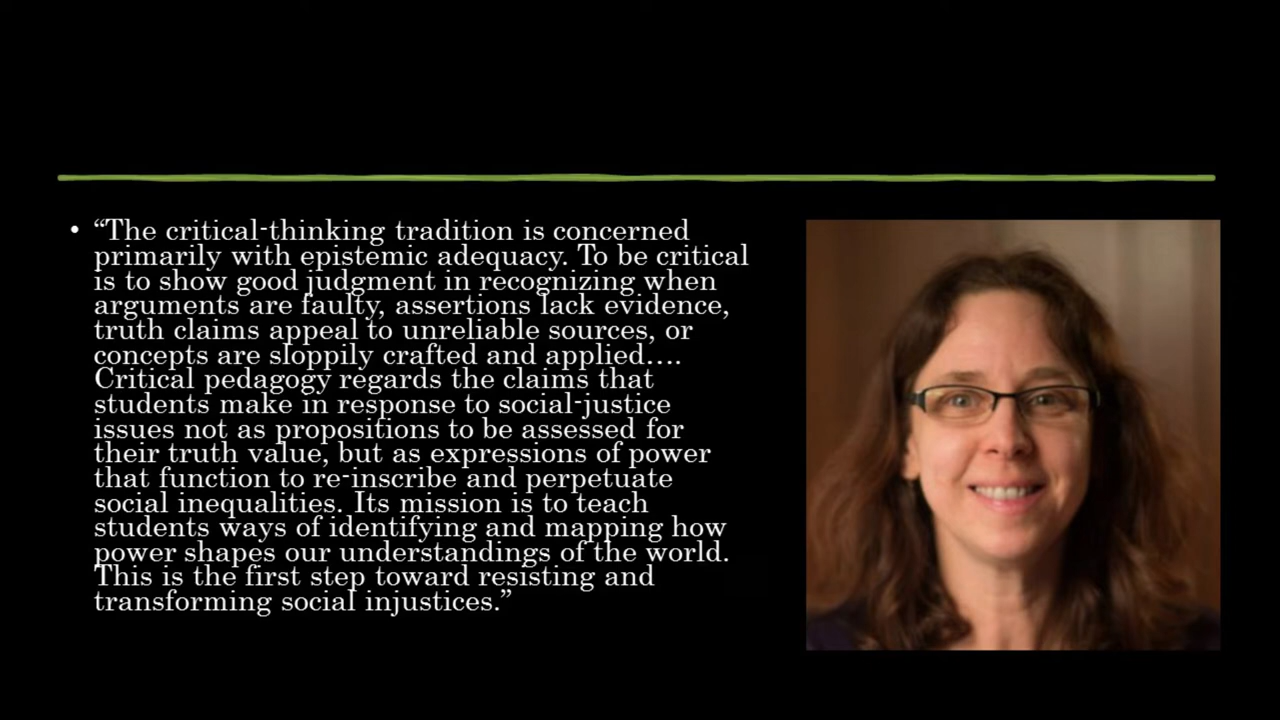 • “The critical-thinking tradition is concerned
primarily with epistemic adequacy. To be critical
is to show good judgment in recognizing when
arguments are faulty, assertions lack evidence,
truth claims appeal to unreliable sources, or
concepts are sloppily crafted and applied….
Critical pedagogy regards the claims that
students make in response to social-justice
issues not as propositions to be assessed for
their truth value, but as expressions of power
that function to re-inscribe and perpetuate
social inequalities. Its mission is to teach
students ways of identifying and mapping how
power shapes our understandings of the world.
This is the first step toward resisting and
transforming social injustices.”